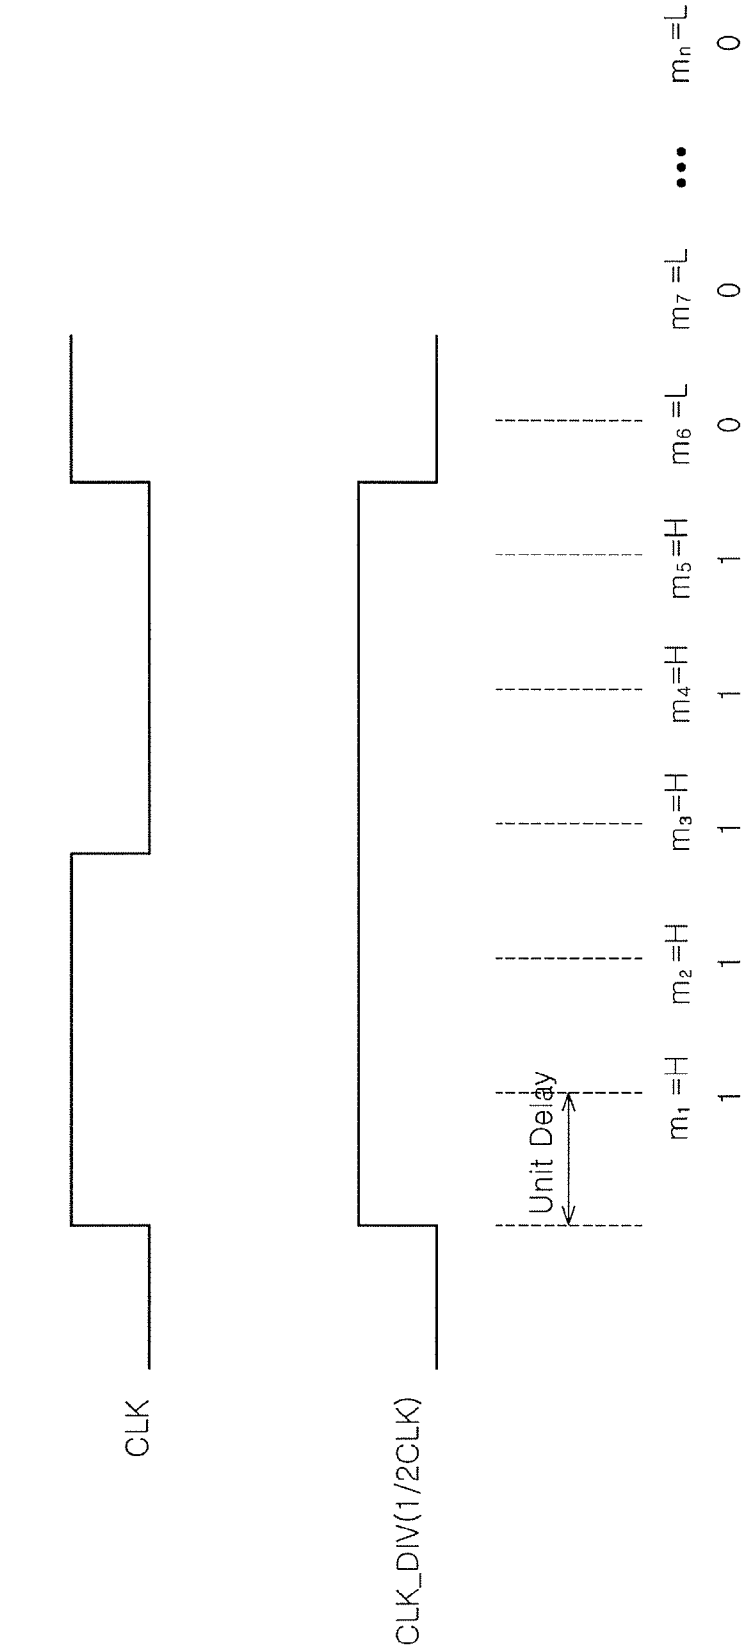 CLK
CLK_DIV(1/2CLK)
Unit Delay
m₁=H m₂=H m₃=H m₄=H m₅=H m₆=L m₇=L ••• mₙ=L
1 1 1 1 1 0 0 0